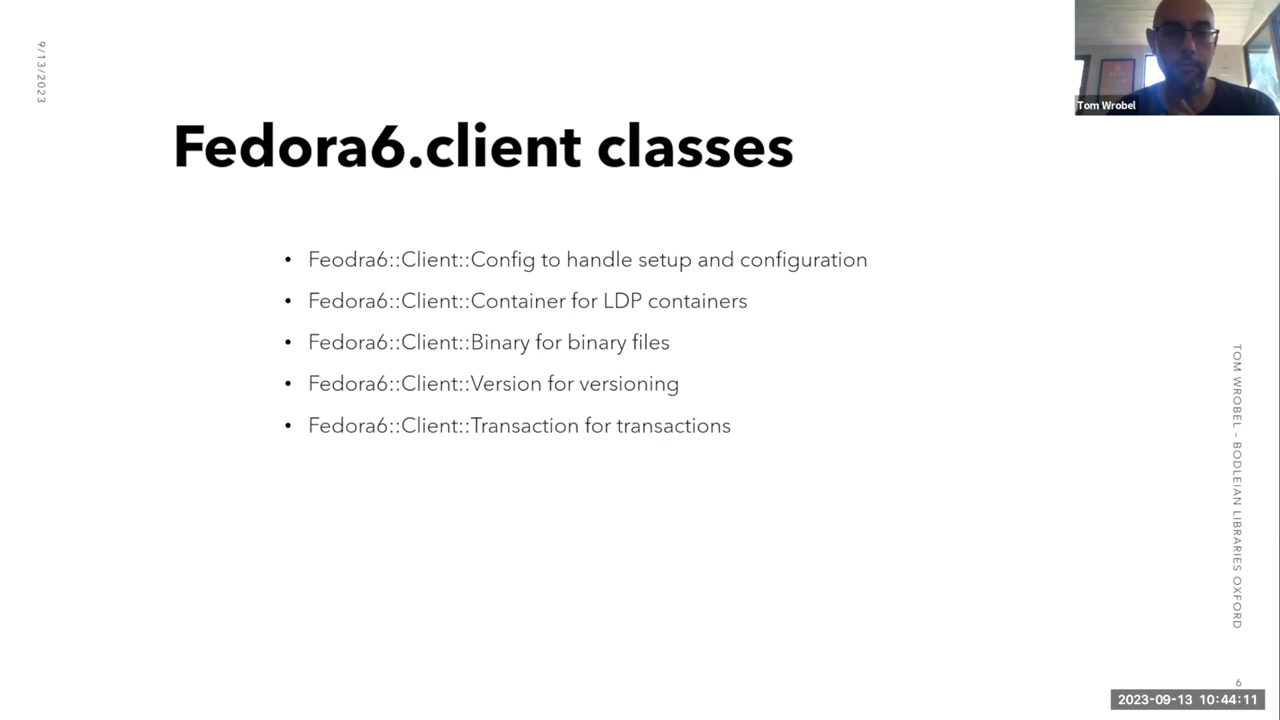 9/13/2023
Tom Wrobel
Fedora6.client classes
• Feodra6::Client::Config to handle setup and configuration
• Fedora6::Client::Container for LDP containers
• Fedora6::Client::Binary for binary files
• Fedora6::Client::Version for versioning
• Fedora6::Client::Transaction for transactions
TOM WROBEL - BODLEIAN LIBRARIES OXFORD
6
2023-09-13 10:44:11